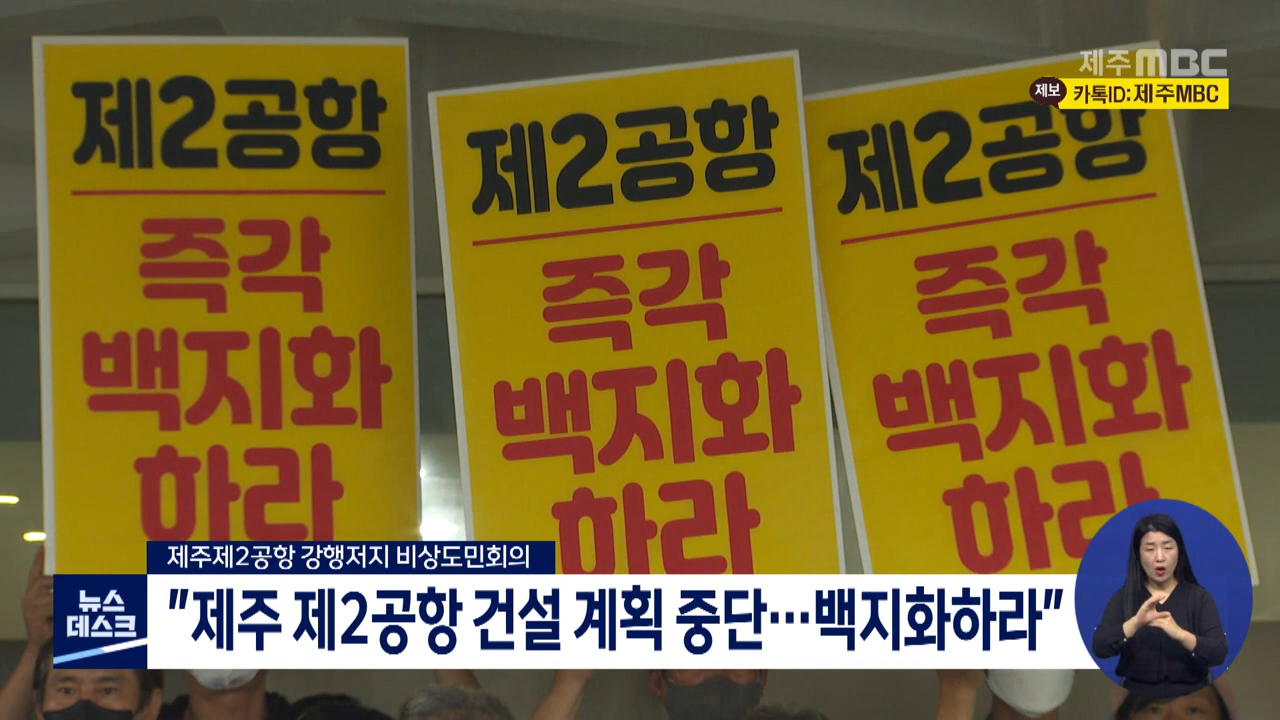 제주MBC
제보 카톡ID:제주MBC
제2공항
즉각
백지화
하라
제2공항
즉각
백지화
하라
제2공항
즉각
백지화
하라
제주제2공항 강행저지 비상도민회의
뉴스
데스크
"제주 제2공항 건설 계획 중단…백지화하라"